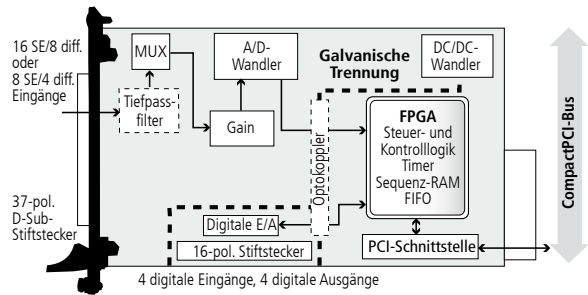 16 SE/8 diff.
oder
8 SE/4 diff.
Eingänge
MUX
A/D-
Wandler
Galvanische
Trennung
DC/DC-
Wandler
Tiefpass-
filter
Gain
Optokoppler
FPGA
Steuer- und
Kontrolllogik
Timer
Sequenz-RAM
FIFO
CompactPCI-Bus
37-pol.
D-Sub-
Stiftstecker
Digitale E/A
16-pol. Stiftstecker
PCI-Schnittstelle
4 digitale Eingänge, 4 digitale Ausgänge